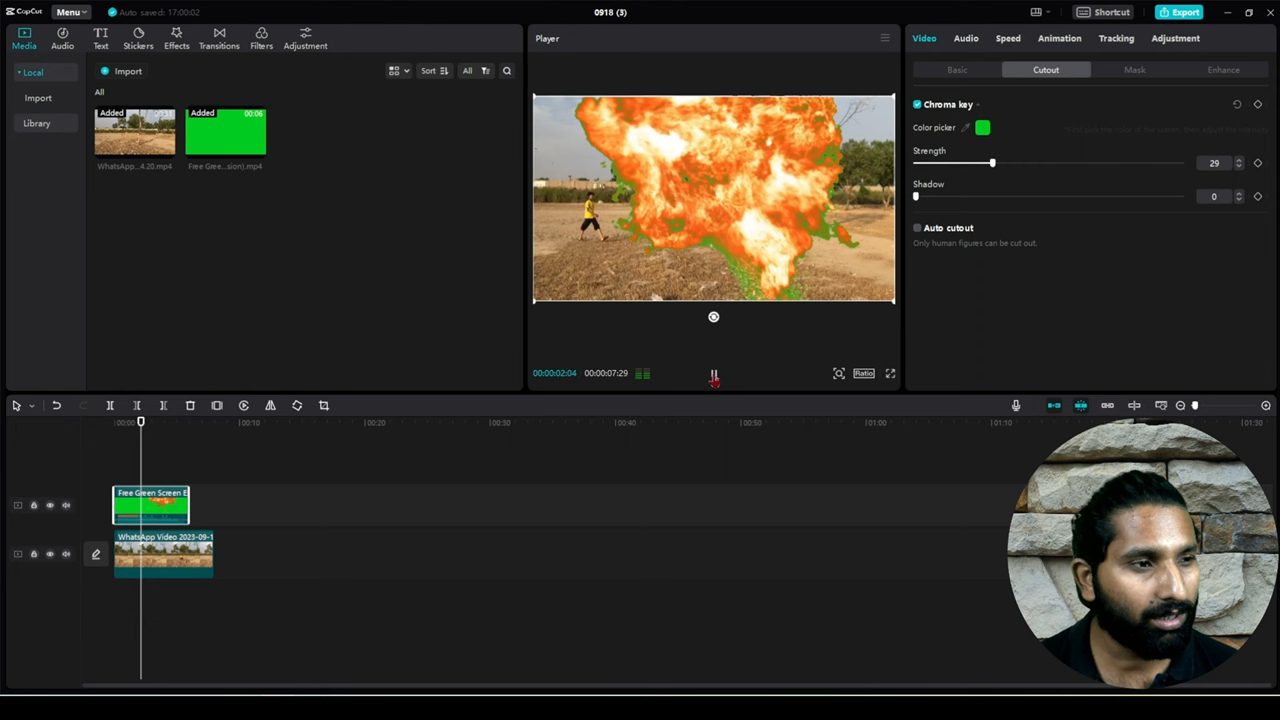 CapCut
Menu
Auto saved: 17:00:02
0918 (3)
Shortcut
Export
Media
Audio
Text
Stickers
Effects
Transitions
Filters
Adjustment
Local
Import
Library
Import
Sort
All
All
Added
WhatsApp...4.20.mp4
Added
00:06
Free Gree...sion).mp4
Player
00:00:02:04
00:00:07:29
Ratio
Video
Audio
Speed
Animation
Tracking
Adjustment
Basic
Cutout
Mask
Enhance
Chroma key
Color picker
Strength
29
Shadow
0
Auto cutout
Only human figures can be cut out.
00:00
00:10
00:20
00:30
00:40
00:50
01:00
01:10
01:30
Free Green Screen E
WhatsApp Video 2023-09-1